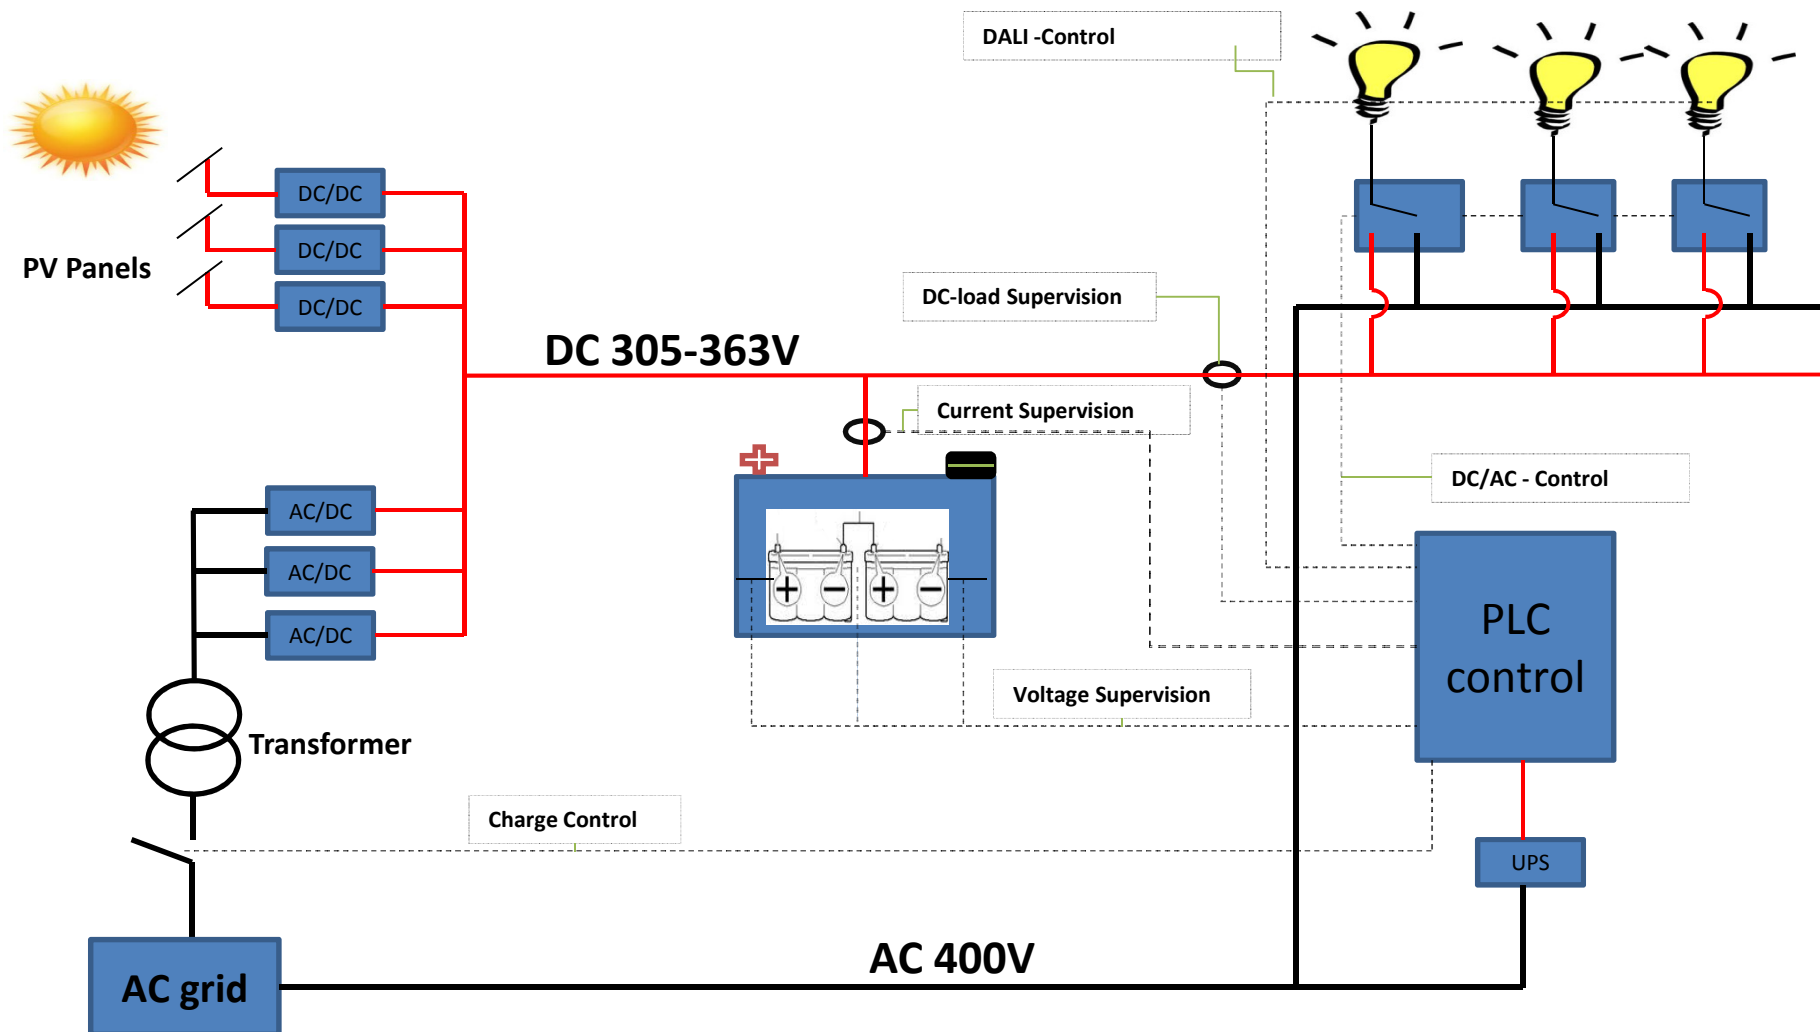 DALI -Control
DC/DC
DC/DC
PV Panels
DC/DC
DC-load Supervision
DC 305-363V
Current Supervision
DC/AC - Control
AC/DC
AC/DC
AC/DC
PLC
control
Voltage Supervision
Transformer
Charge Control
UPS
AC 400V
AC grid